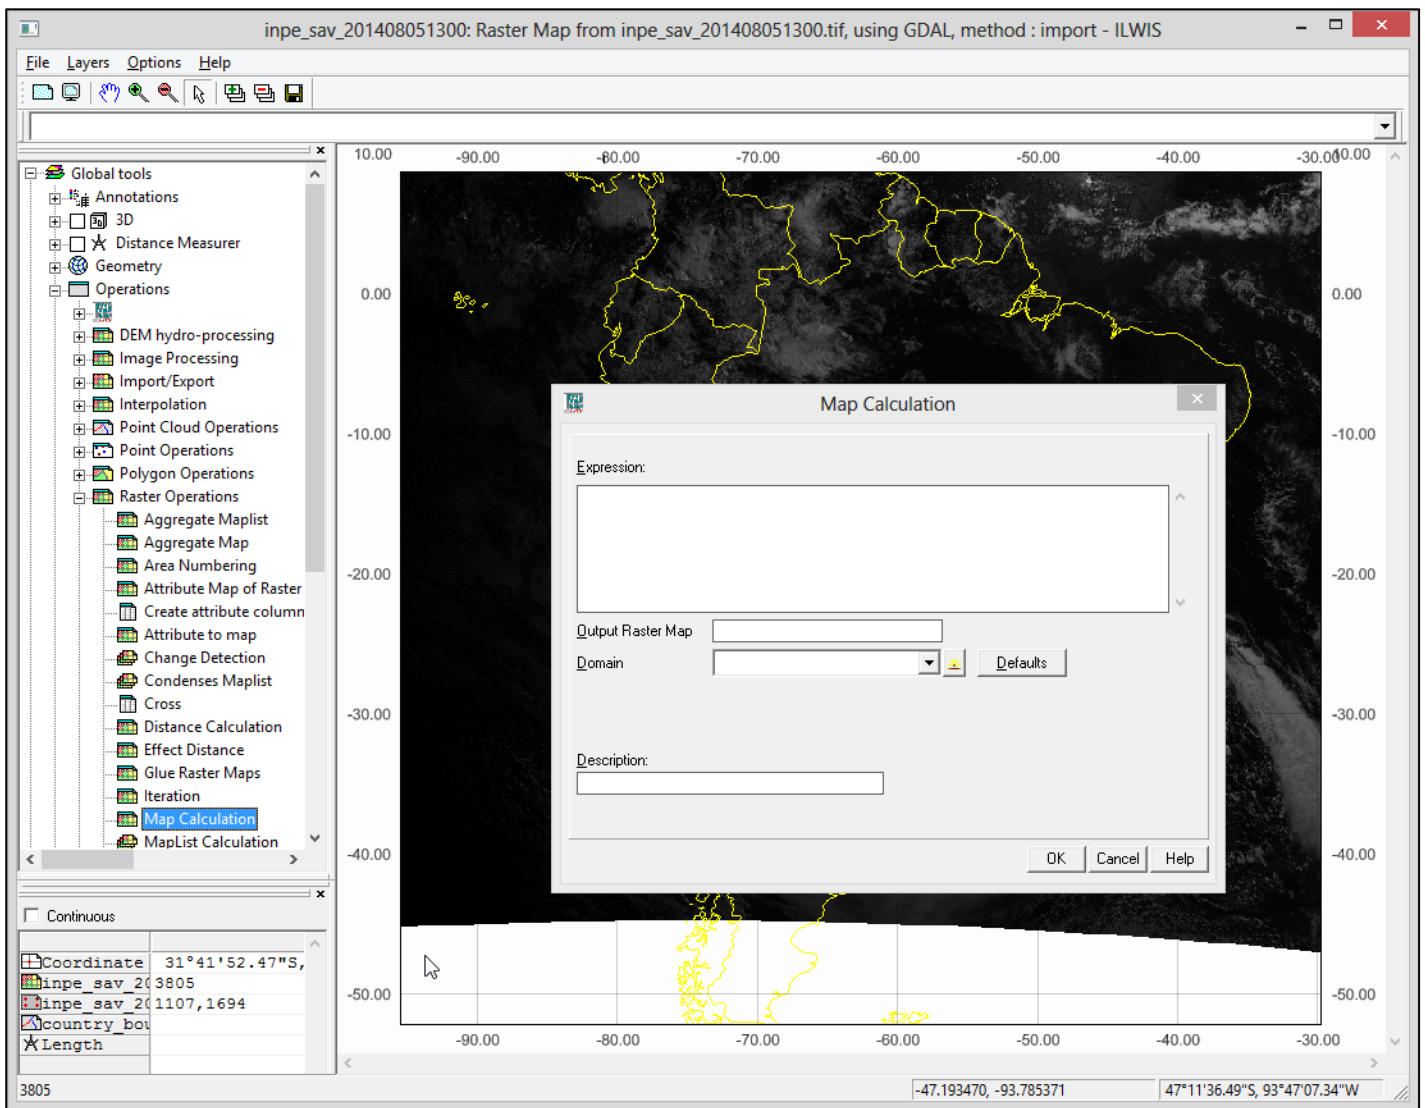 inpe_sav_201408051300: Raster Map from inpe_sav_201408051300.tif, using GDAL, method : import - ILWIS
File Layers Options Help
Global tools
Annotations
3D
Distance Measurer
Geometry
Operations
DEM hydro-processing
Image Processing
Import/Export
Interpolation
Point Cloud Operations
Point Operations
Polygon Operations
Raster Operations
Aggregate Maplist
Aggregate Map
Area Numbering
Attribute Map of Raster
Create attribute column
Attribute to map
Change Detection
Condenses Maplist
Cross
Distance Calculation
Effect Distance
Glue Raster Maps
Iteration
Map Calculation
MapList Calculation
Continuous
Coordinate 31°41'52.47"S,
inpe_sav_20 3805
inpe_sav_20 1107,1694
country_bou
Length
10.00 -90.00 -80.00 -70.00 -60.00 -50.00 -40.00 -30.00 10.00
0.00 0.00
-10.00 -10.00
-20.00 -20.00
-30.00 -30.00
-40.00 -40.00
-50.00 -50.00
-90.00 -80.00 -70.00 -60.00 -50.00 -40.00 -30.00
Map Calculation
Expression:
Output Raster Map
Domain Defaults
Description:
OK Cancel Help
3805 -47.193470, -93.785371 47°11'36.49"S, 93°47'07.34"W